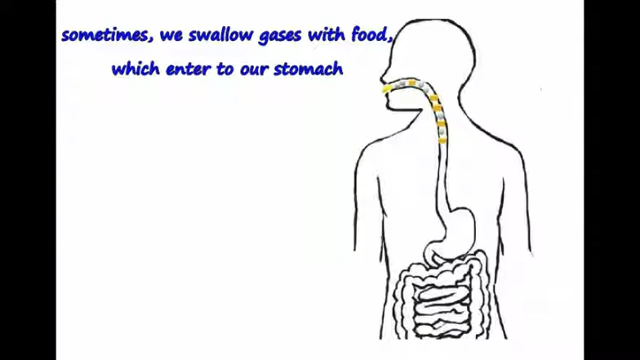 sometimes, we swallow gases with food,
which enter to our stomach